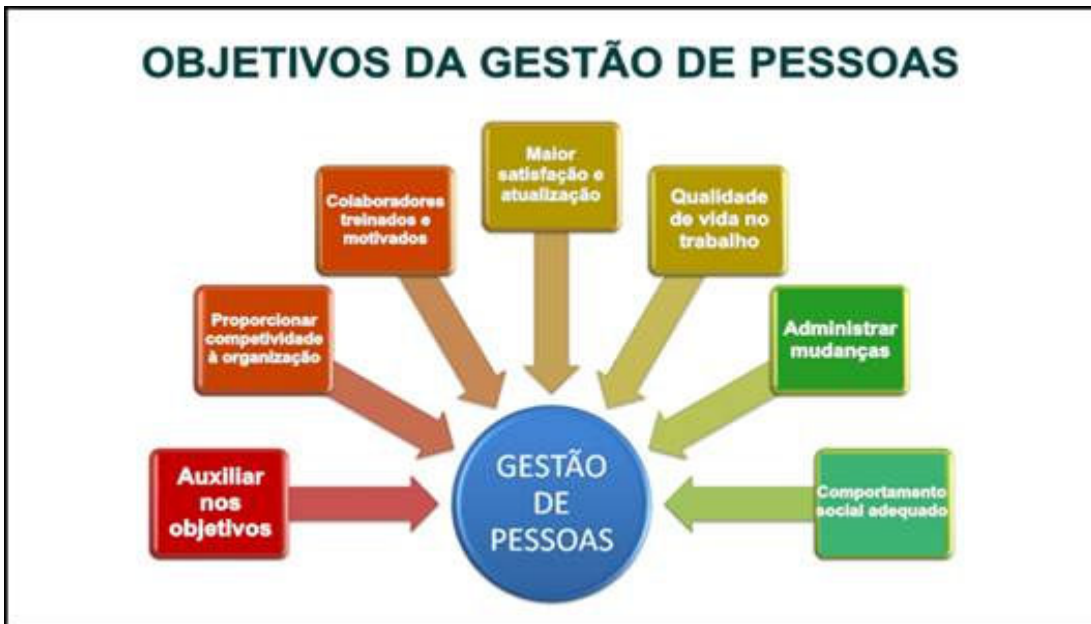 OBJETIVOS DA GESTÃO DE PESSOAS
Maior
satisfação e
atualização
Colaboradores
treinados e
motivados
Qualidade
de vida no
trabalho
Proporcionar
competividade
à organização
Administrar
mudanças
Auxiliar
nos
objetivos
GESTÃO
DE
PESSOAS
Comportamento
social adequado